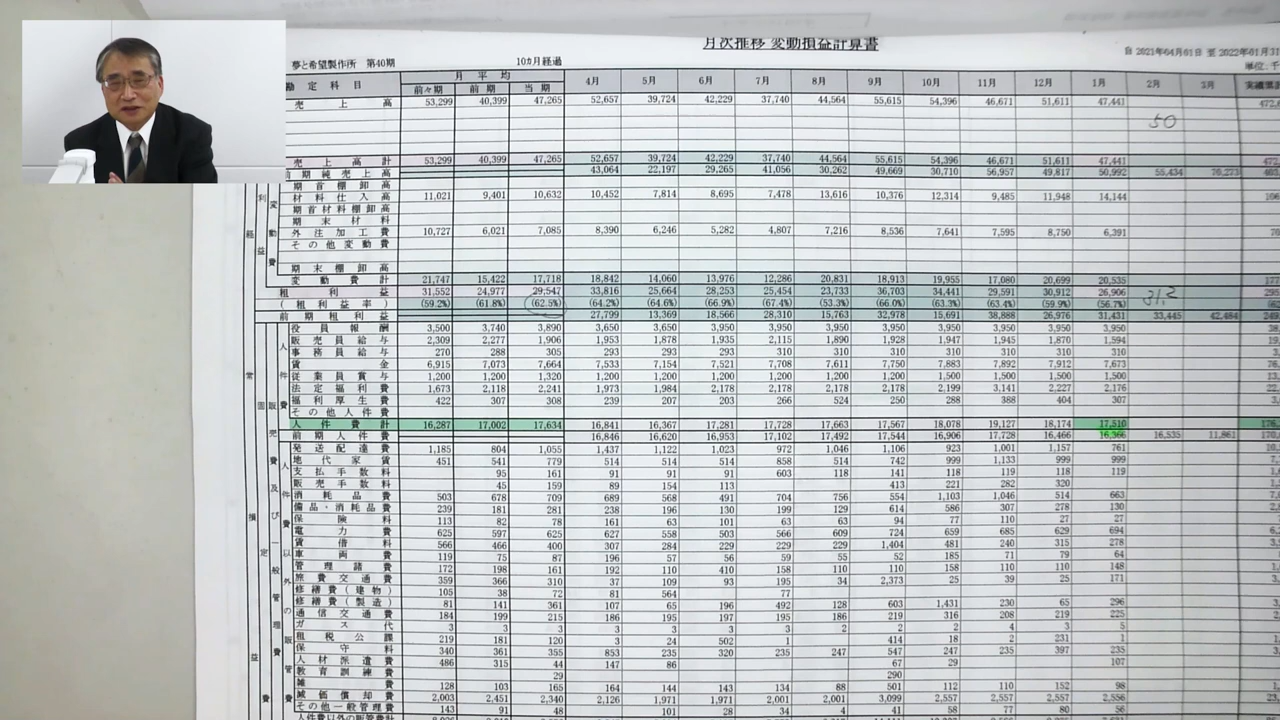 月次推移 変動損益計算書
自 2021年04月01日 至 2022年01月31
夢と希望製作所 第40期 10カ月経過 単位:千
勘定科目 月平均 4月 5月 6月 7月 8月 9月 10月 11月 12月 1月 2月 3月 実績累計
前々期 前期 当期
売上高 53,299 40,399 47,265 52,657 39,724 42,229 37,740 44,564 55,615 54,396 46,671 51,611 47,441 472,
50
売上高計 53,299 40,399 47,265 52,657 39,724 42,229 37,740 44,564 55,615 54,396 46,671 51,611 47,441 472,
前期純売上高 43,064 22,197 29,265 41,056 30,262 49,669 30,710 56,957 49,817 50,992 55,434 70,273 403,
期首棚卸高
材料仕入高 11,021 9,401 10,632 10,452 7,814 8,695 7,478 13,616 10,376 12,314 9,485 11,948 14,144 106
期首材料棚卸高
期末材料
外注加工費 10,727 6,021 7,085 8,390 6,246 5,282 4,807 7,216 8,536 7,641 7,595 8,750 6,391 70
その他変動費
期末棚卸高
変動費計 21,747 15,422 17,718 18,842 14,060 13,976 12,286 20,831 18,913 19,955 17,080 20,699 20,535 177
粗利益 31,552 24,977 29,547 33,816 25,664 28,253 25,454 23,733 36,703 34,441 29,591 30,912 26,906 295
(粗利益率) (59.2%) (61.8%) (62.5%) (64.2%) (64.6%) (66.9%) (67.4%) (53.3%) (66.0%) (63.3%) (63.4%) (59.9%) (56.7%) 31.2
前期粗利益 27,799 13,369 18,566 28,310 15,763 32,978 15,691 38,888 26,976 31,431 33,445 42,484 249
役員報酬 3,500 3,740 3,890 3,650 3,650 3,950 3,950 3,950 3,950 3,950 3,950 3,950 3,950
販売員給与 2,309 2,277 1,906 1,953 1,878 1,935 2,115 1,890 1,928 1,947 1,945 1,870 1,594
事務員給与 270 288 305 293 293 293 310 310 310 310 310 310 310
賃金 6,915 7,073 7,664 7,533 7,154 7,521 7,708 7,611 7,750 7,883 7,892 7,912 7,673
従業員賞与 1,200 1,200 1,320 1,200 1,200 1,200 1,200 1,200 1,200 1,500 1,500 1,500 1,500
法定福利費 1,673 2,118 2,241 1,973 1,984 2,178 2,178 2,178 2,178 2,199 3,141 2,227 2,176
福利厚生費 422 307 308 239 207 203 266 524 250 288 388 404 307
その他人件費
人件費計 16,287 17,002 17,634 16,841 16,367 17,281 17,728 17,663 17,567 18,078 19,127 18,174 17,510 176
前期人件費 16,846 16,620 16,953 17,102 17,492 17,544 16,906 17,728 16,466 16,366 16,535 11,861 170
発送配達費 1,185 804 1,055 1,437 1,122 1,023 972 1,046 1,106 923 1,001 1,157 761
地代家賃 451 541 779 514 514 514 858 514 742 999 1,133 999 999
支払手数料 95 161 91 91 91 603 118 141 118 119 118 119
販売手数料 45 159 89 154 113 413 221 282 320
消耗品費 503 678 709 689 568 491 704 756 554 1,103 1,046 514 663
備品・消耗品費 239 181 281 238 196 130 199 129 614 586 307 278 130
保険料 113 82 78 161 63 101 63 63 94 77 110 27 27
電力費 625 597 625 627 558 503 566 609 724 659 685 629 694
賃借料 566 466 400 307 284 229 229 229 1,404 481 240 315 278
車両費 119 75 87 196 57 56 59 55 52 185 71 79 64
管理諸費 172 198 161 192 110 410 158 110 110 158 110 110 148
旅費交通費 359 366 310 37 109 93 195 34 2,373 25 39 25 171
修繕費(建物) 105 38 72 81 564 77
修繕費(製造) 81 141 361 107 65 196 492 128 603 1,431 230 65 296
通信交通費 184 199 215 186 195 197 195 186 219 316 208 219 225
ガス代 3 3 3 3 3 3 3 2 2 2 4 3 5
租税公課 219 181 120 3 24 502 1 414 18 2 231 1
保守料 340 361 355 853 235 320 235 247 547 247 235 397 235
人材派遣費 486 315 44 147 86 67 29 107
教育訓練費 29 290
雑費 128 103 165 164 144 143 134 88 501 112 110 152 98
減価償却費 2,003 2,451 2,340 2,126 1,971 1,971 2,001 2,001 3,099 2,557 2,557 2,557 2,556
その他一般管理費 143 91 48 101 28 34 4 41 58 77 80 56